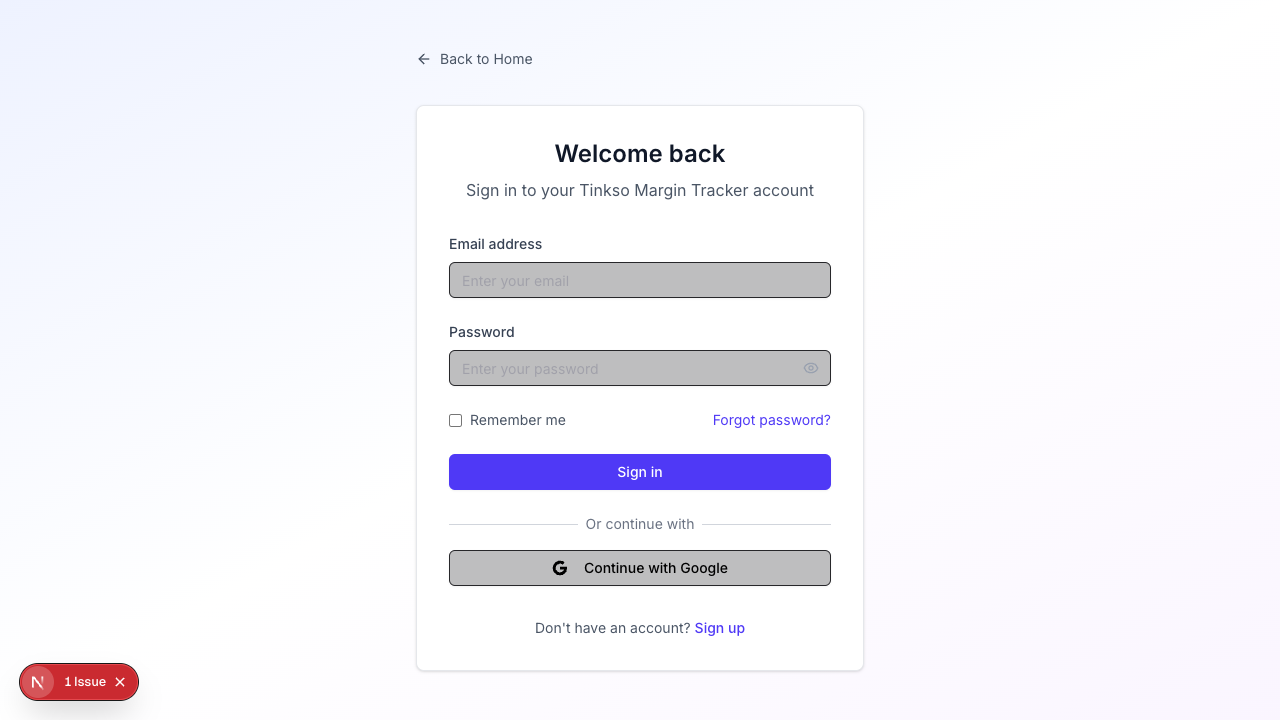 Back to Home
Welcome back
Sign in to your Tinkso Margin Tracker account
Email address
Enter your email
Password
Enter your password
Remember me
Forgot password?
Sign in
Or continue with
Continue with Google
Don't have an account? Sign up
1 Issue